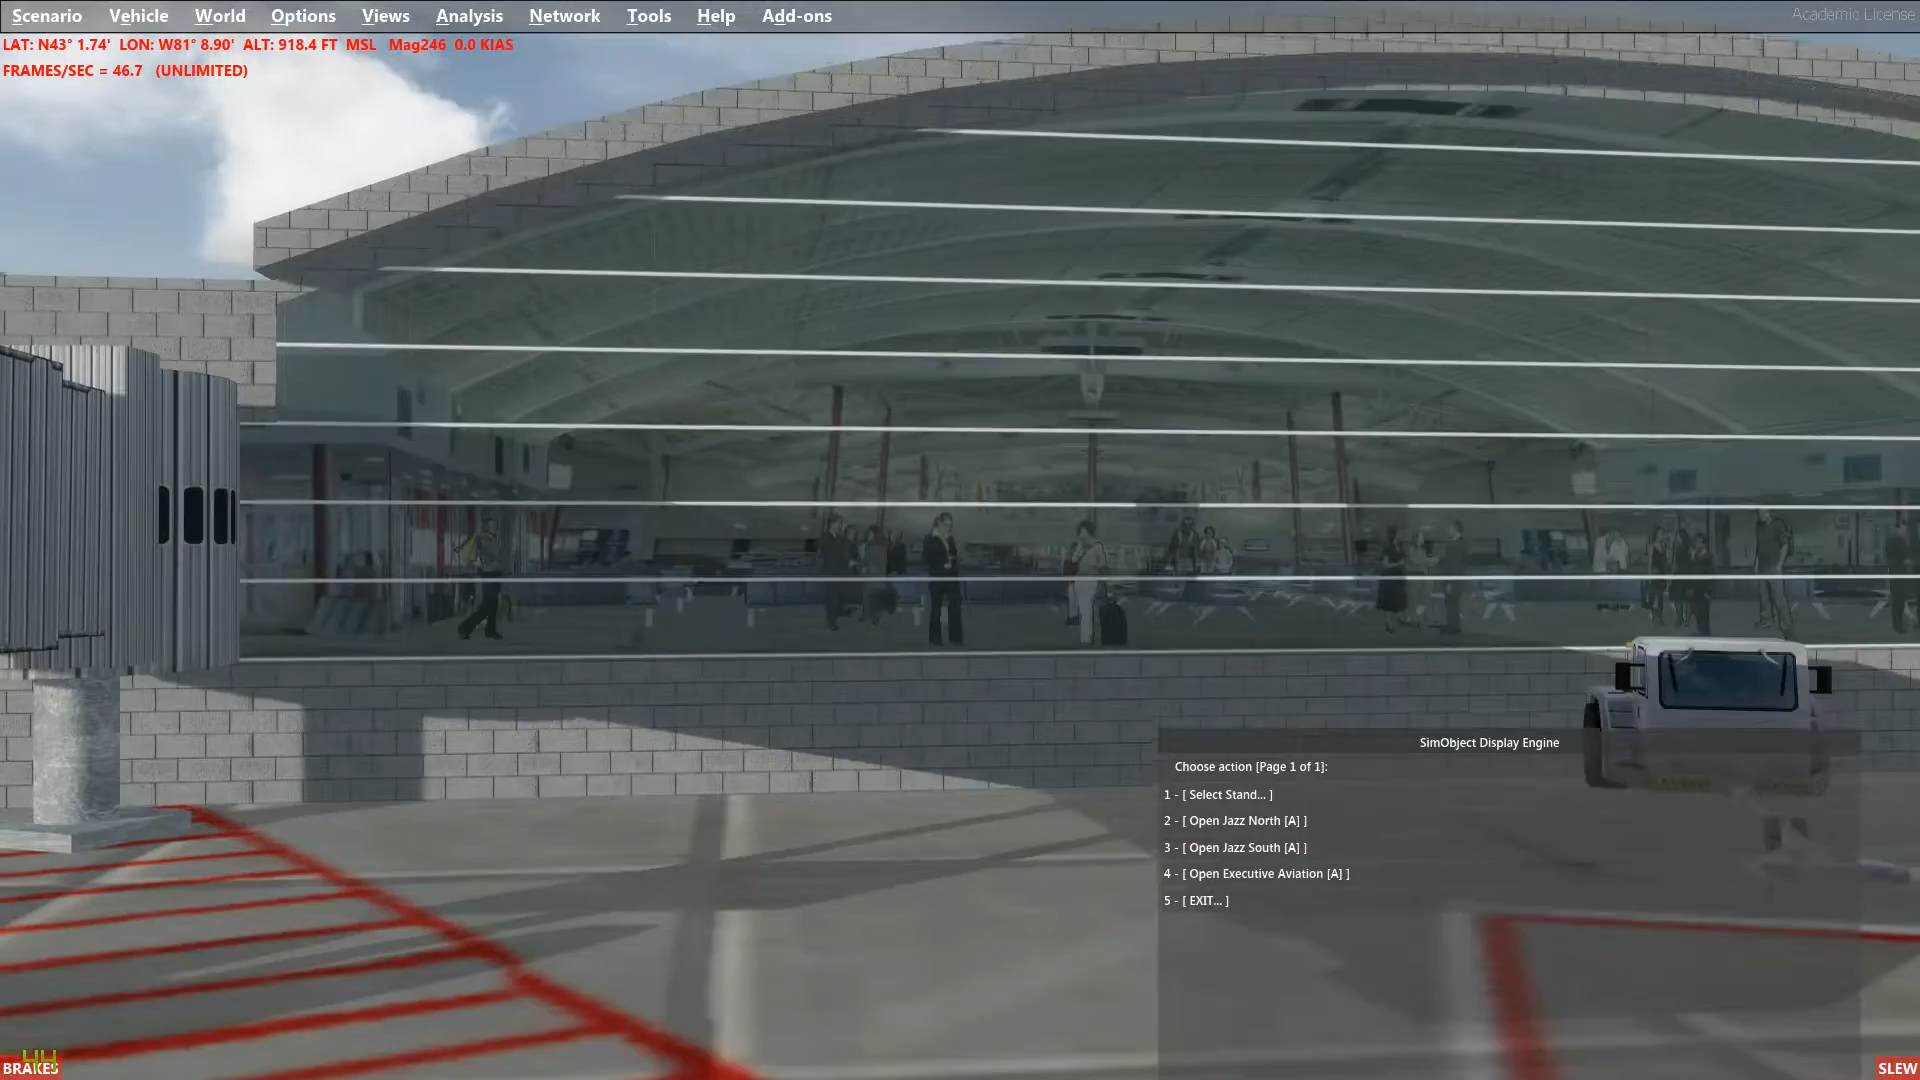 Scenario Vehicle World Options Views Analysis Network Tools Help Add-ons Academic License
LAT: N43° 1.74' LON: W81° 8.90' ALT: 918.4 FT MSL Mag246 0.0 KIAS
FRAMES/SEC = 46.7 (UNLIMITED)
SimObject Display Engine
Choose action [Page 1 of 1]:
1 - [ Select Stand... ]
2 - [ Open Jazz North [A] ]
3 - [ Open Jazz South [A] ]
4 - [ Open Executive Aviation [A] ]
5 - [ EXIT... ]
44
BRAKES
SLEW